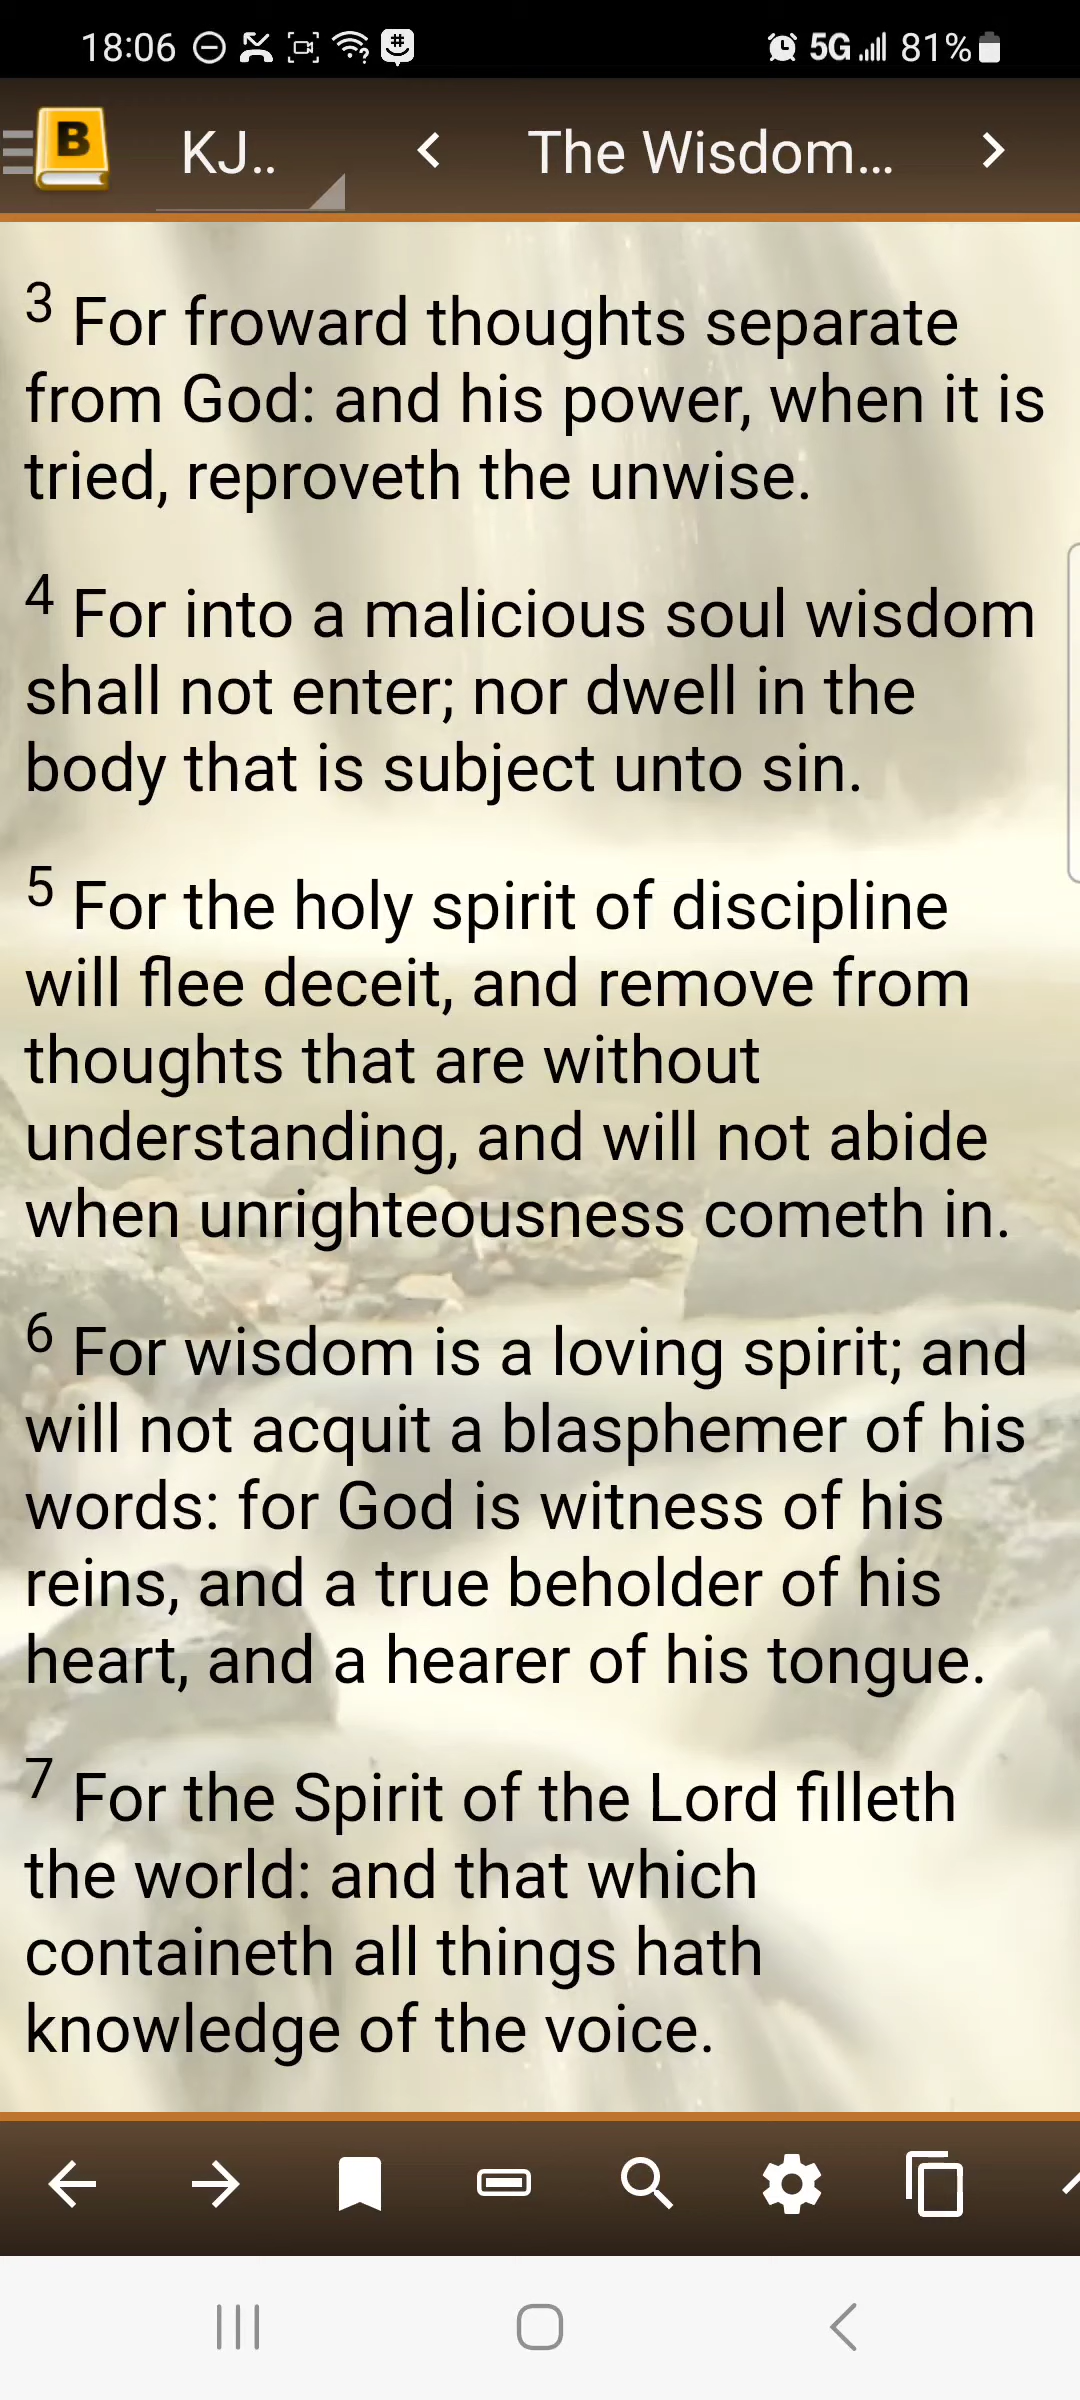 18:06 5G 81%
B KJ.. The Wisdom...
3 For froward thoughts separate
from God: and his power, when it is
tried, reproveth the unwise.
4 For into a malicious soul wisdom
shall not enter; nor dwell in the
body that is subject unto sin.
5 For the holy spirit of discipline
will flee deceit, and remove from
thoughts that are without
understanding, and will not abide
when unrighteousness cometh in.
6 For wisdom is a loving spirit; and
will not acquit a blasphemer of his
words: for God is witness of his
reins, and a true beholder of his
heart, and a hearer of his tongue.
7 For the Spirit of the Lord filleth
the world: and that which
containeth all things hath
knowledge of the voice.